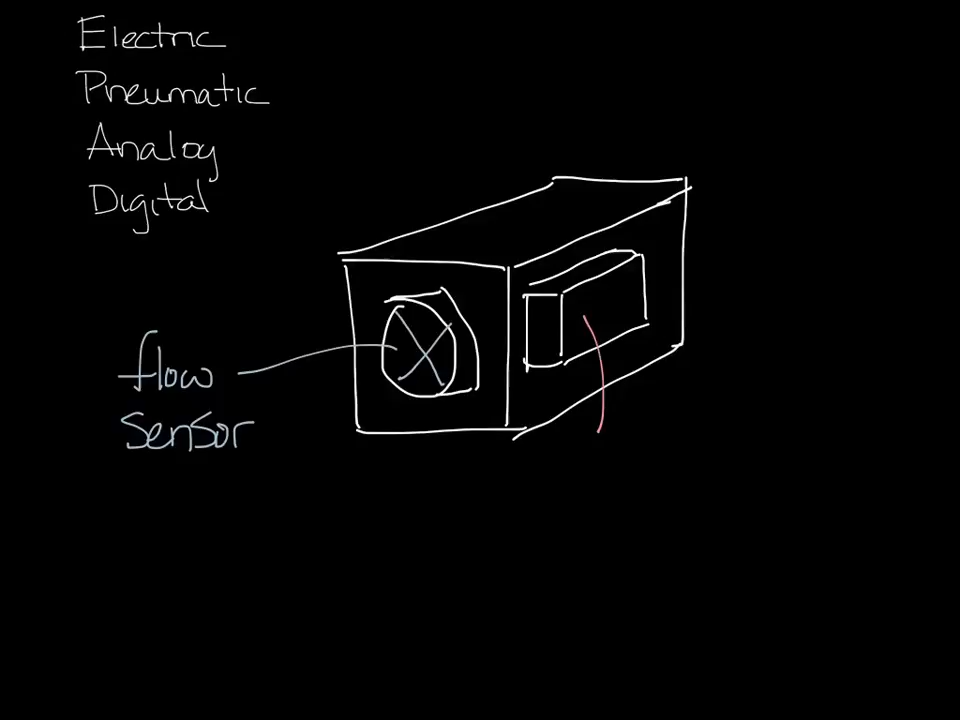 Electric
Pneumatic
Analog
Digital
flow
sensor